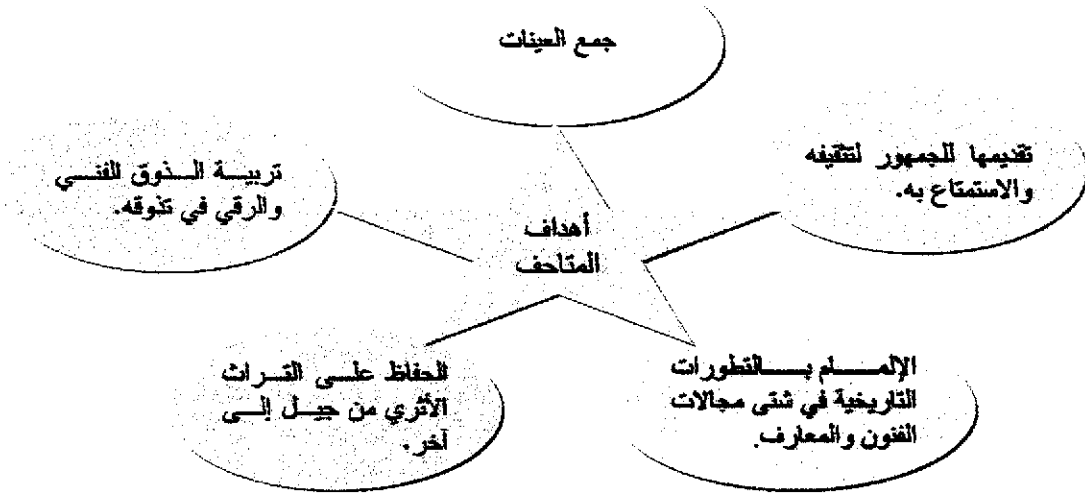 جمع العينات
تقديمها للجمهور لتثقيفه
والاستمتاع به.
تربية الذوق الفني
والرقي في تذوقه.
أهداف
المتاحف
الإلمام بالتطورات
التاريخية في شتى مجالات
الفنون والمعارف.
الحفاظ على التراث
الأثري من جيل إلى
آخر.